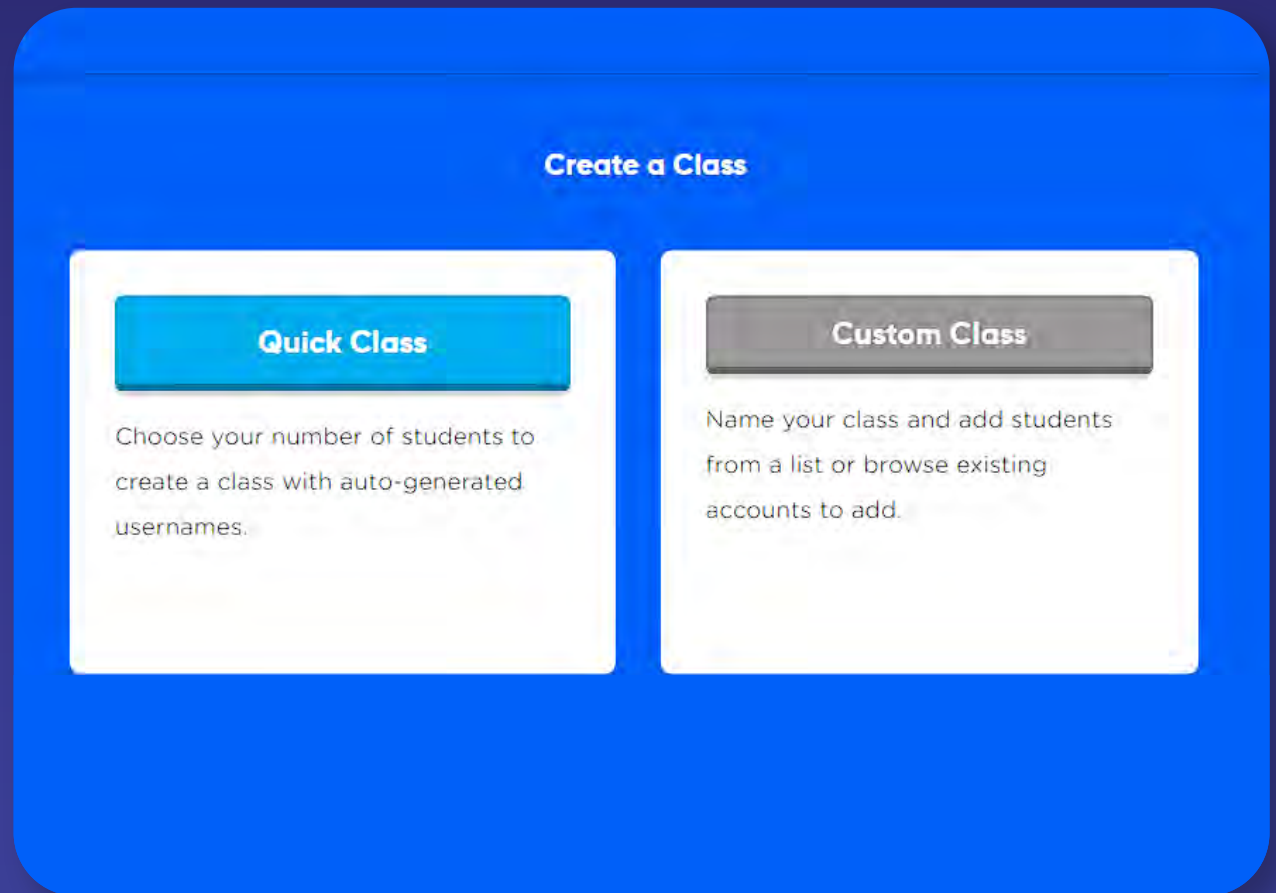 Create a Class
Quick Class
Choose your number of students to
create a class with auto-generated
usernames.
Custom Class
Name your class and add students
from a list or browse existing
accounts to add.